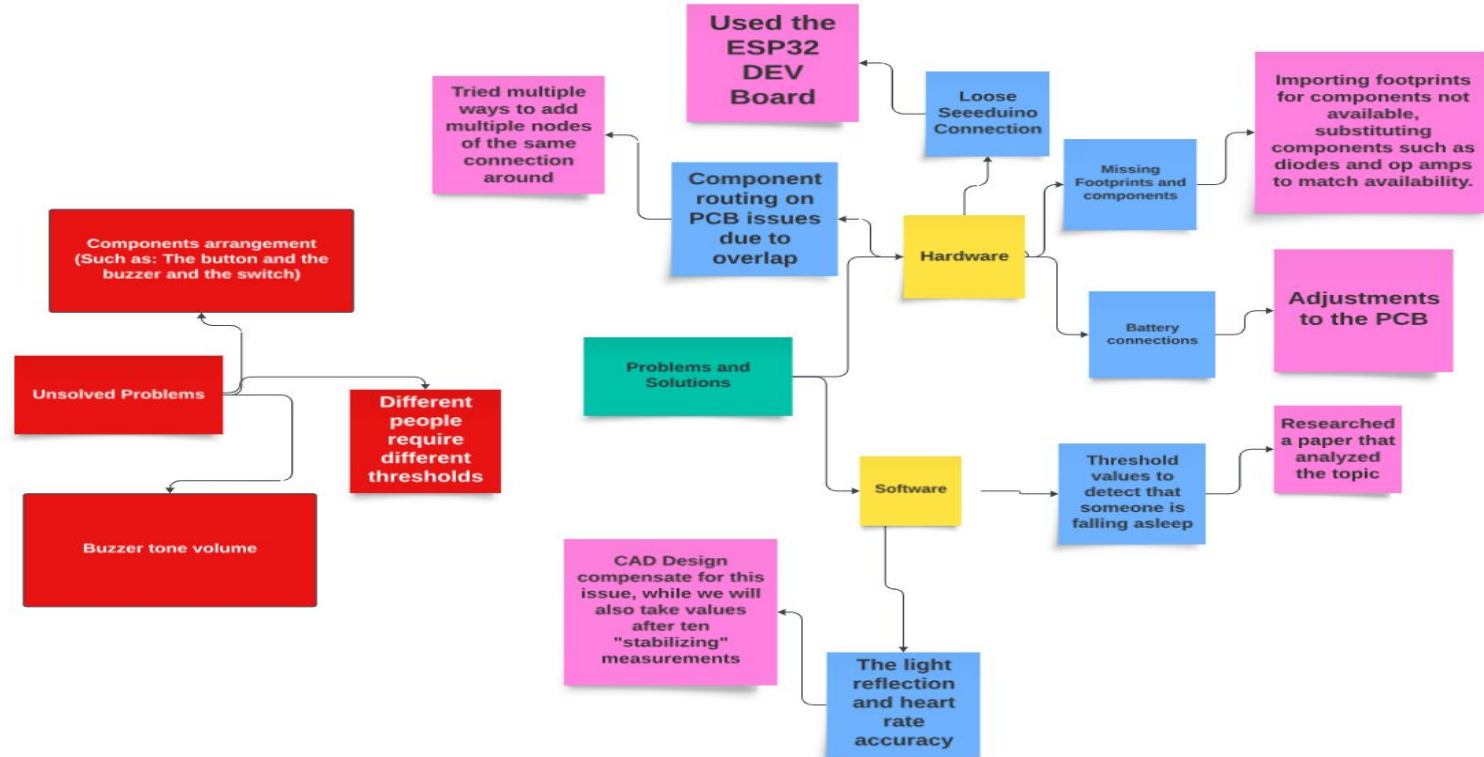 Used the
ESP32
DEV
Board
Tried multiple
ways to add
multiple nodes
of the same
connection
around
Loose
Seeeduino
Connection
Importing footprints
for components not
available,
substituting
components such as
diodes and op amps
to match availability.
Missing
Footprints and
components
Component
routing on
PCB issues
due to
overlap
Hardware
Components arrangement
(Such as: The button and the
buzzer and the switch)
Battery
connections
Adjustments
to the PCB
Problems and
Solutions
Unsolved Problems
Different
people
require
different
thresholds
Researched
a paper that
analyzed
the topic
Threshold
values to
detect that
someone is
falling asleep
Software
Buzzer tone volume
CAD Design
compensate for this
issue, while we will
also take values
after ten
"stabilizing"
measurements
The light
reflection
and heart
rate
accuracy